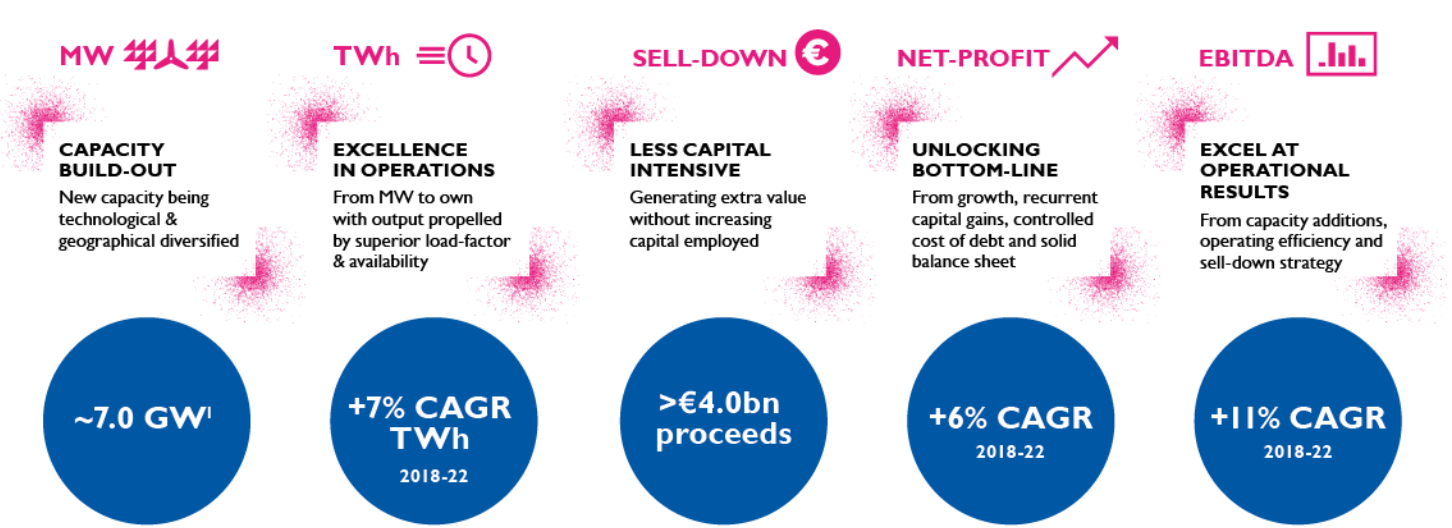 MW
CAPACITY
BUILD-OUT
New capacity being
technological &
geographical diversified
~7.0 GW¹
TWh
EXCELLENCE
IN OPERATIONS
From MW to own
with output propelled
by superior load-factor
& availability
+7% CAGR
TWh
2018-22
SELL-DOWN €
LESS CAPITAL
INTENSIVE
Generating extra value
without increasing
capital employed
>€4.0bn
proceeds
NET-PROFIT
UNLOCKING
BOTTOM-LINE
From growth, recurrent
capital gains, controlled
cost of debt and solid
balance sheet
+6% CAGR
2018-22
EBITDA
EXCEL AT
OPERATIONAL
RESULTS
From capacity additions,
operating efficiency and
sell-down strategy
+11% CAGR
2018-22